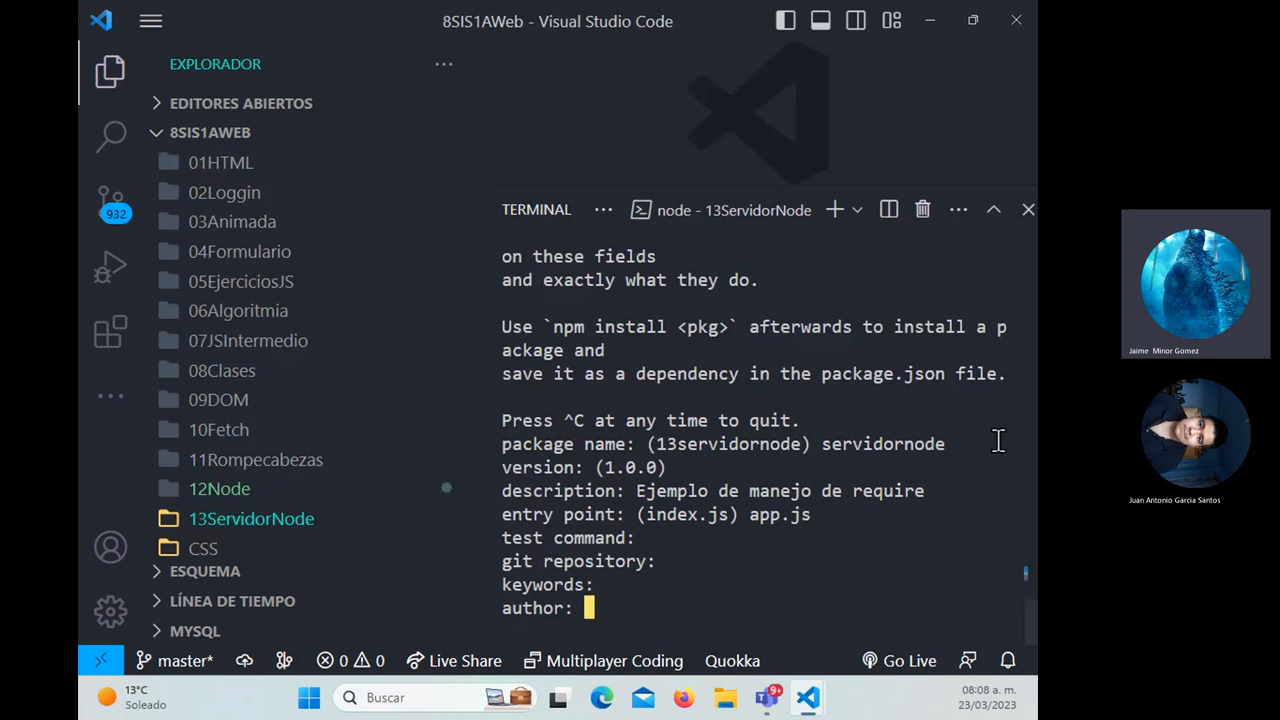 8SIS1AWeb - Visual Studio Code
EXPLORADOR
EDITORES ABIERTOS
8SIS1AWEB
01HTML
02Loggin
03Animada
04Formulario
05EjerciciosJS
06Algoritmia
07JSIntermedio
08Clases
09DOM
10Fetch
11Rompecabezas
12Node
13ServidorNode
CSS
ESQUEMA
LÍNEA DE TIEMPO
MYSQL
932
TERMINAL
node - 13ServidorNode
on these fields
and exactly what they do.
Use `npm install <pkg>` afterwards to install a p
ackage and
save it as a dependency in the package.json file.
Press ^C at any time to quit.
package name: (13servidornode) servidornode
version: (1.0.0)
description: Ejemplo de manejo de require
entry point: (index.js) app.js
test command:
git repository:
keywords:
author:
master* 0 0 Live Share Multiplayer Coding Quokka Go Live
13°C
Soleado
Buscar
9+
08:08 a. m.
23/03/2023
Jaime Minor Gomez
Juan Antonio Garcia Santos